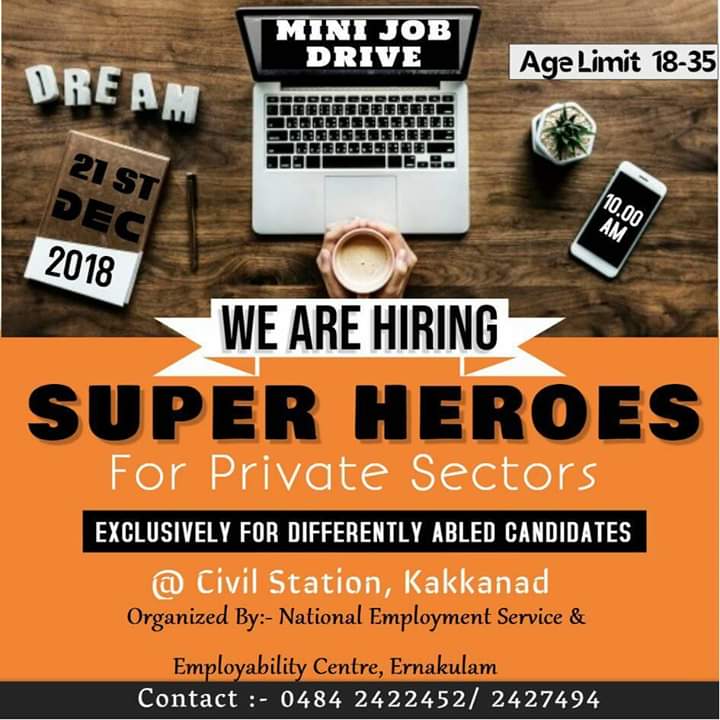 MINI JOB
DRIVE
Age Limit 18-35
DREAM
21 ST
DEC
2018
10.00
AM
WE ARE HIRING
SUPER HEROES
For Private Sectors
EXCLUSIVELY FOR DIFFERENTLY ABLED CANDIDATES
@ Civil Station, Kakkanad
Organized By:- National Employment Service &
Employability Centre, Ernakulam
Contact :- 0484 2422452/ 2427494